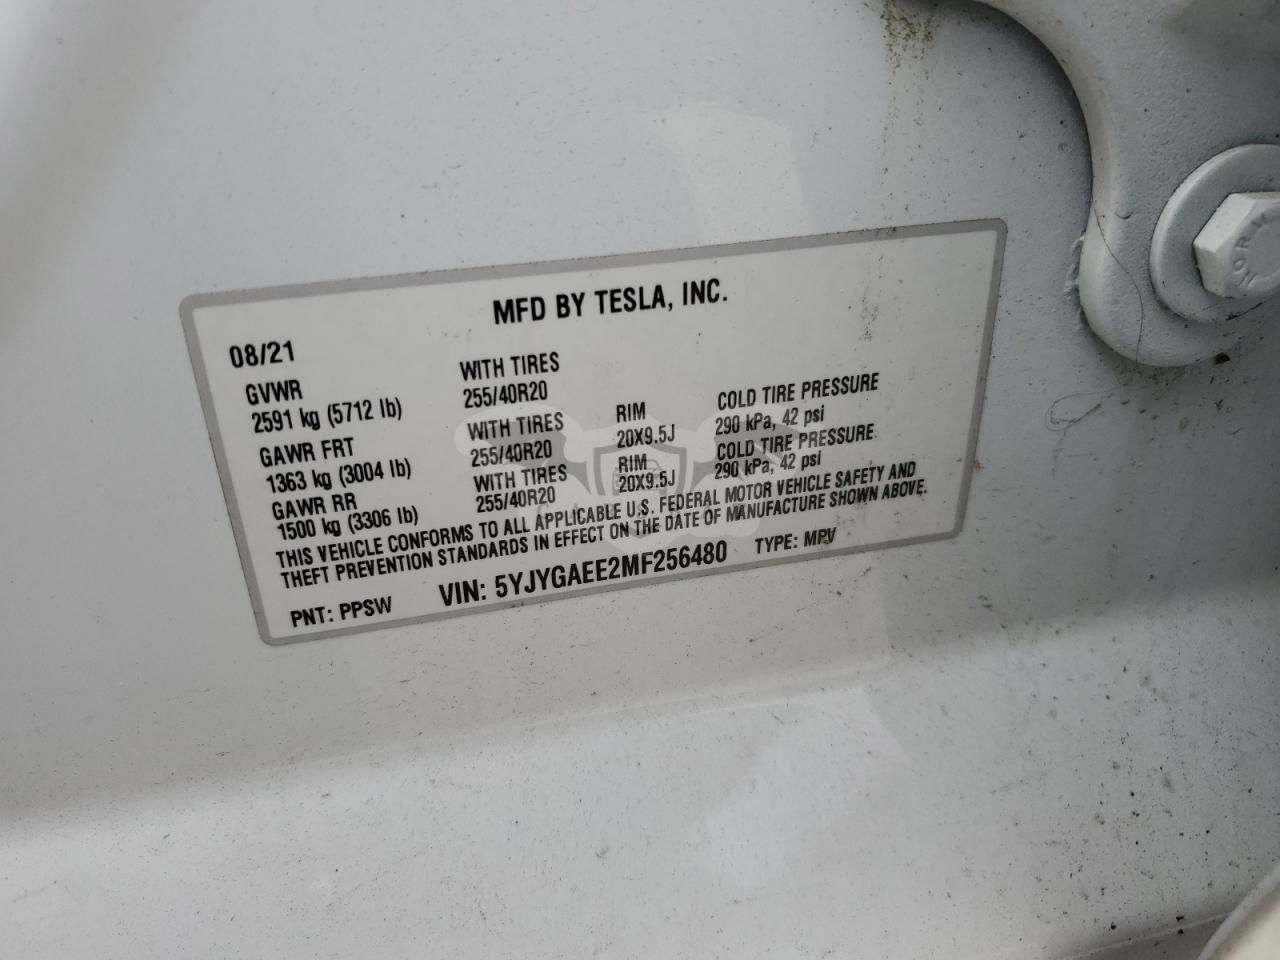 MFD BY TESLA, INC.
08/21
GVWR
2591 kg (5712 lb)
WITH TIRES
255/40R20
GAWR FRT
1363 kg (3004 lb)
WITH TIRES
255/40R20
RIM
20X9.5J
COLD TIRE PRESSURE
290 kPa, 42 psi
GAWR RR
1500 kg (3306 lb)
WITH TIRES
255/40R20
RIM
20X9.5J
COLD TIRE PRESSURE
290 kPa, 42 psi
THIS VEHICLE CONFORMS TO ALL APPLICABLE U.S. FEDERAL MOTOR VEHICLE SAFETY AND
THEFT PREVENTION STANDARDS IN EFFECT ON THE DATE OF MANUFACTURE SHOWN ABOVE.
PNT: PPSW
VIN: 5YJYGAEE2MF256480
TYPE: MPV